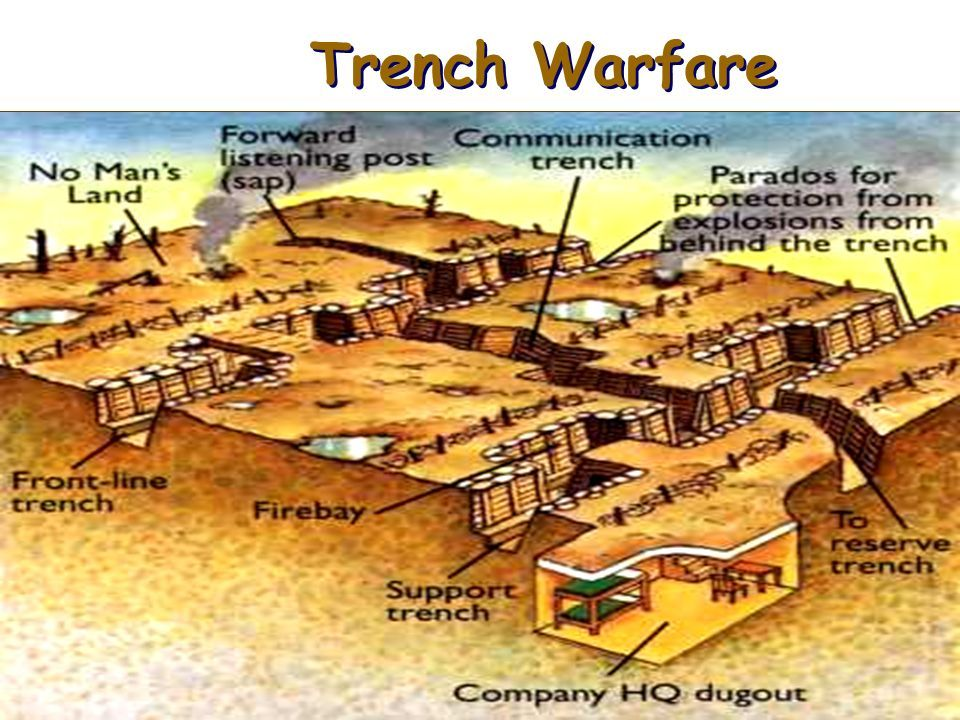 Trench Warfare
No Man's
Land
Forward
listening post
(sap)
Communication
trench
Parados for
protection from
explosions from
behind the trench
Front-line
trench
Firebay
Support
trench
To
reserve
trench
Company HQ dugout